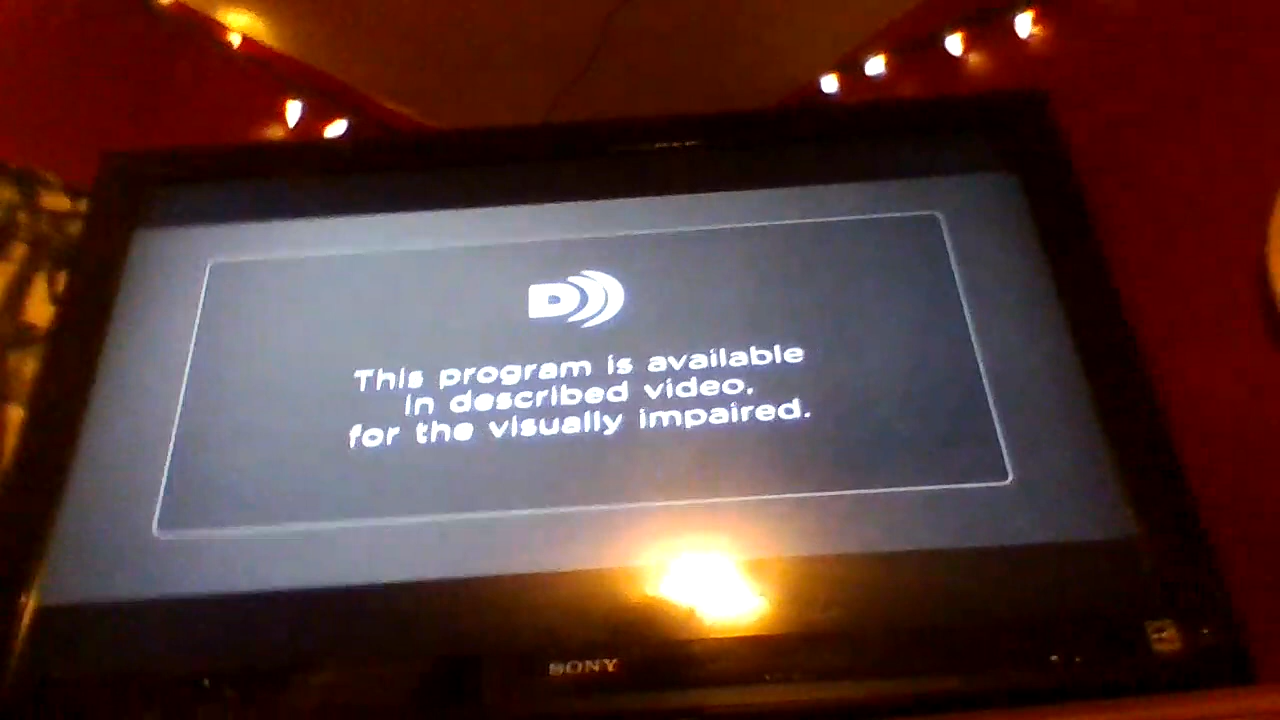 D
This program is available
in described video,
for the visually impaired.
SONY